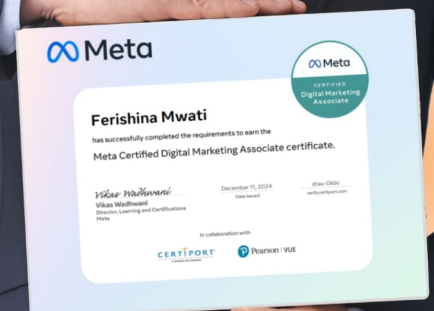 Meta
Meta
CERTIFIED
Digital Marketing
Associate
Ferishina Mwati
has successfully completed the requirements to earn the
Meta Certified Digital Marketing Associate certificate.
Vikas Wadhwani
Vikas Wadhwani
Director, Learning and Certifications
Meta
December 11, 2024
Date Issued
verify.certiport.com
In collaboration with
CERTIPORT
Pearson VUE